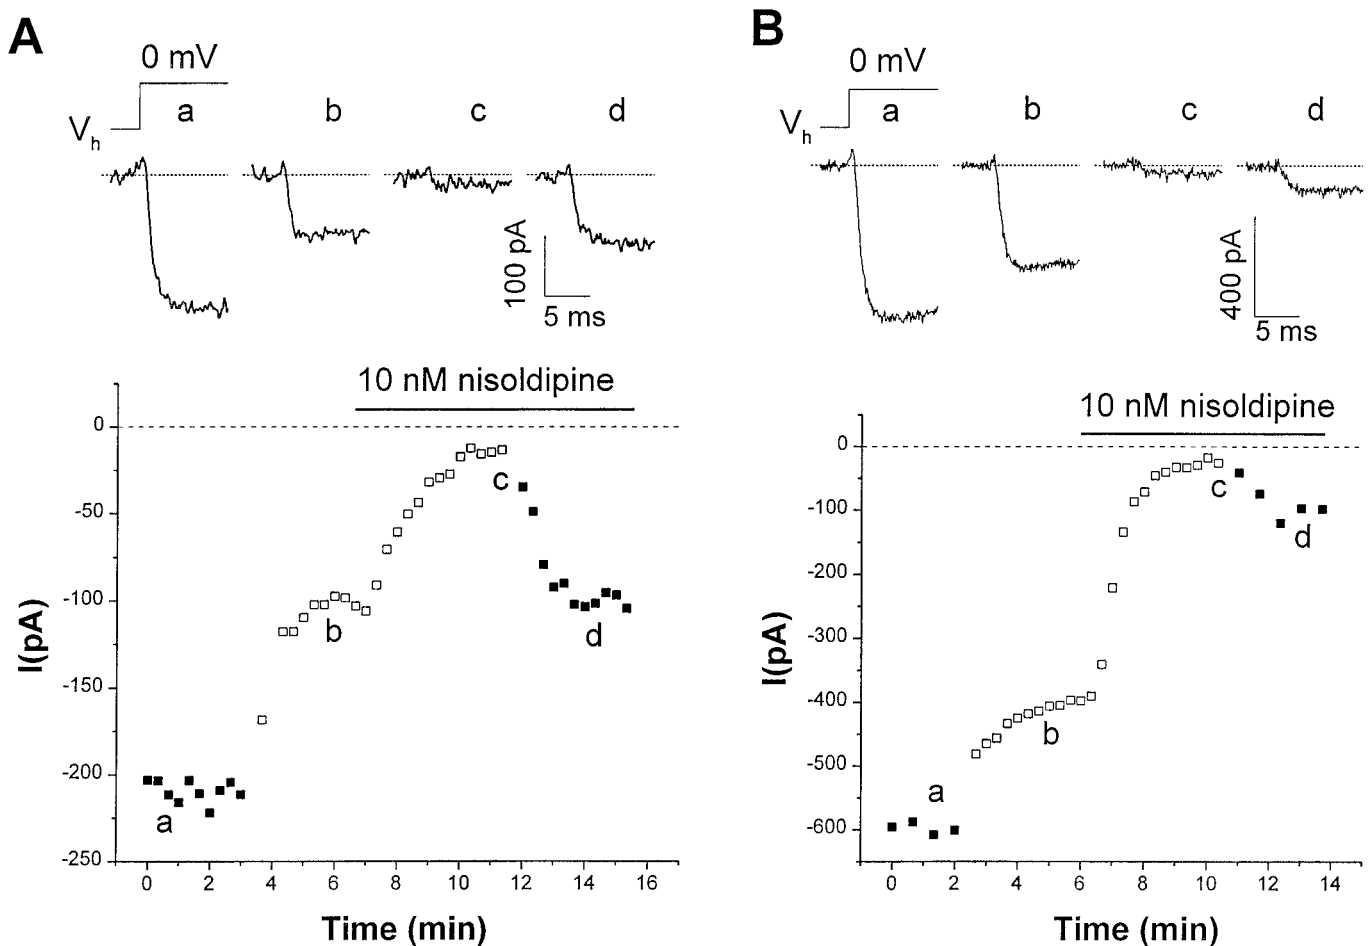 A
0 mV
a b c d
Vh
100 pA
5 ms
10 nM nisoldipine
0
-50
-100
-150
-200
-250
c
b
d
a
I(pA)
0 2 4 6 8 10 12 14 16
Time (min)
B
0 mV
a b c d
Vh
400 pA
5 ms
10 nM nisoldipine
0
-100
-200
-300
-400
-500
-600
c
d
b
a
I(pA)
0 2 4 6 8 10 12 14
Time (min)